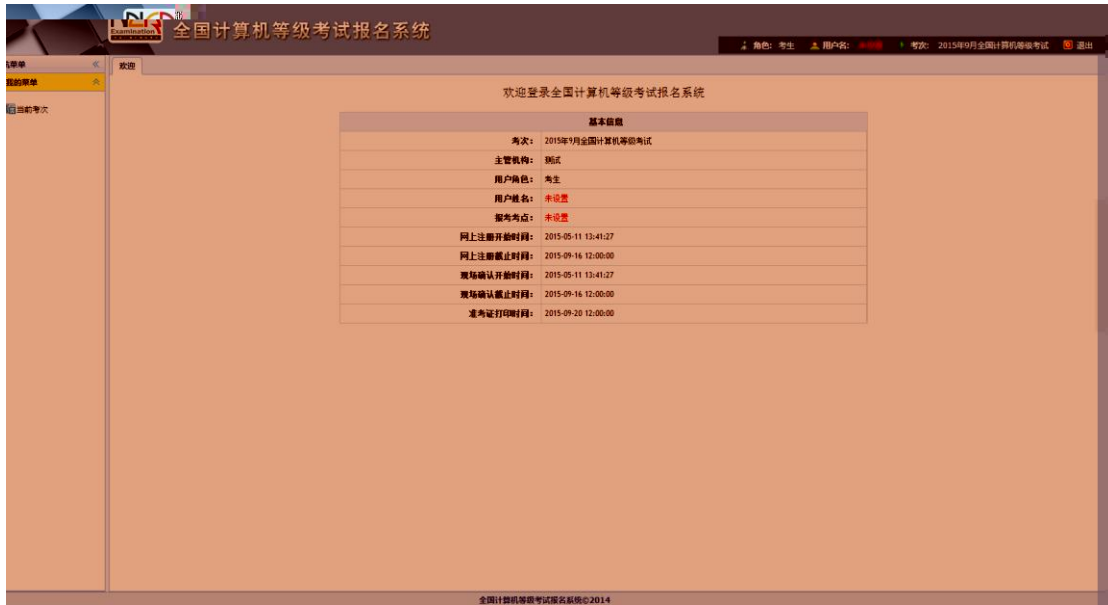 Examination
全国计算机等级考试报名系统
角色: 考生 用户名: 考次: 2015年9月全国计算机等级考试 退出
菜单
我的菜单
当前考次
欢迎
欢迎登录全国计算机等级考试报名系统
基本信息
考次: 2015年9月全国计算机等级考试
主管机构: 测试
用户角色: 考生
用户姓名: 未设置
报考考点: 未设置
网上注册开始时间: 2015-05-11 13:41:27
网上注册截止时间: 2015-09-16 12:00:00
现场确认开始时间: 2015-05-11 13:41:27
现场确认截止时间: 2015-09-16 12:00:00
准考证打印时间: 2015-09-20 12:00:00
全国计算机等级考试报名系统©2014